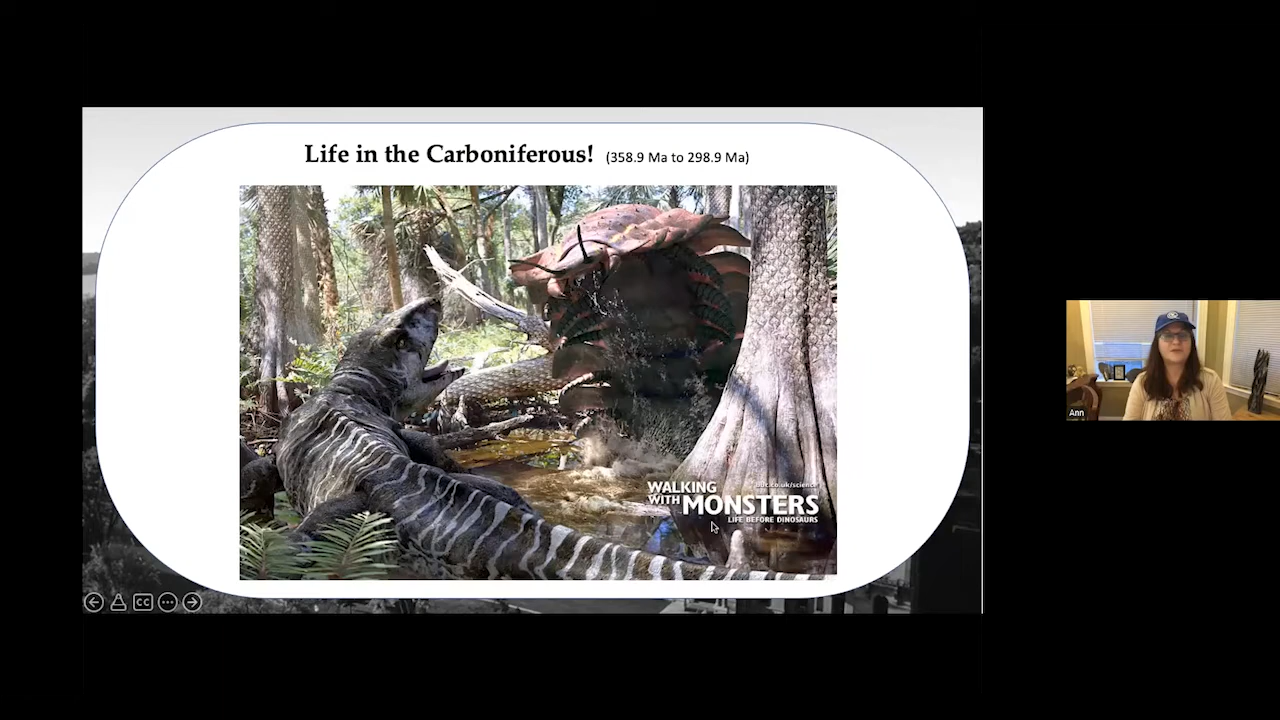 Life in the Carboniferous! (358.9 Ma to 298.9 Ma)
bbc.co.uk/science
WALKING
WITH MONSTERS
LIFE BEFORE DINOSAURS
Ann
CC